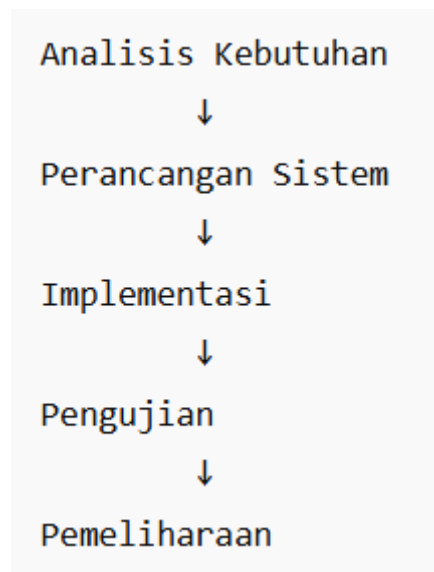 Analisis Kebutuhan
↓
Perancangan Sistem
↓
Implementasi
↓
Pengujian
↓
Pemeliharaan